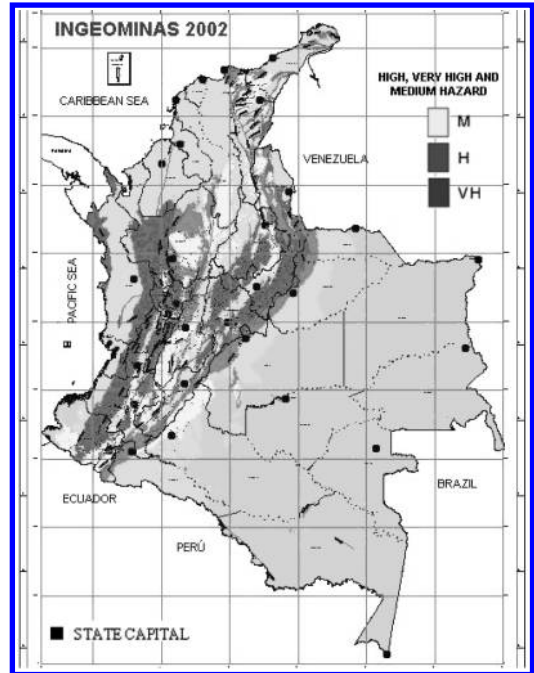 INGEOMINAS 2002
HIGH, VERY HIGH AND
MEDIUM HAZARD
CARIBBEAN SEA
M
H
VH
VENEZUELA
PACIFIC SEA
BRAZIL
ECUADOR
PERÚ
STATE CAPITAL